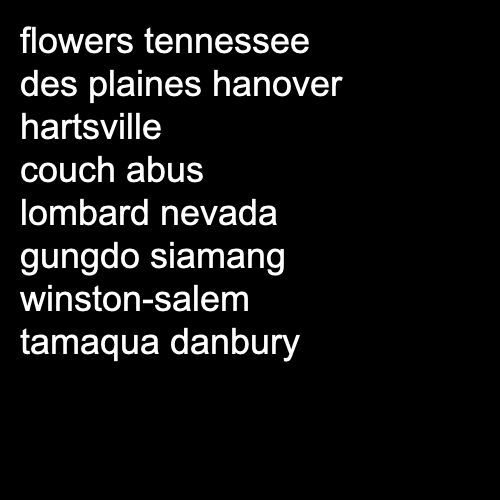 flowers tennessee
des plaines hanover
hartsville
couch abus
lombard nevada
gungdo siamang
winston-salem
tamaqua danbury